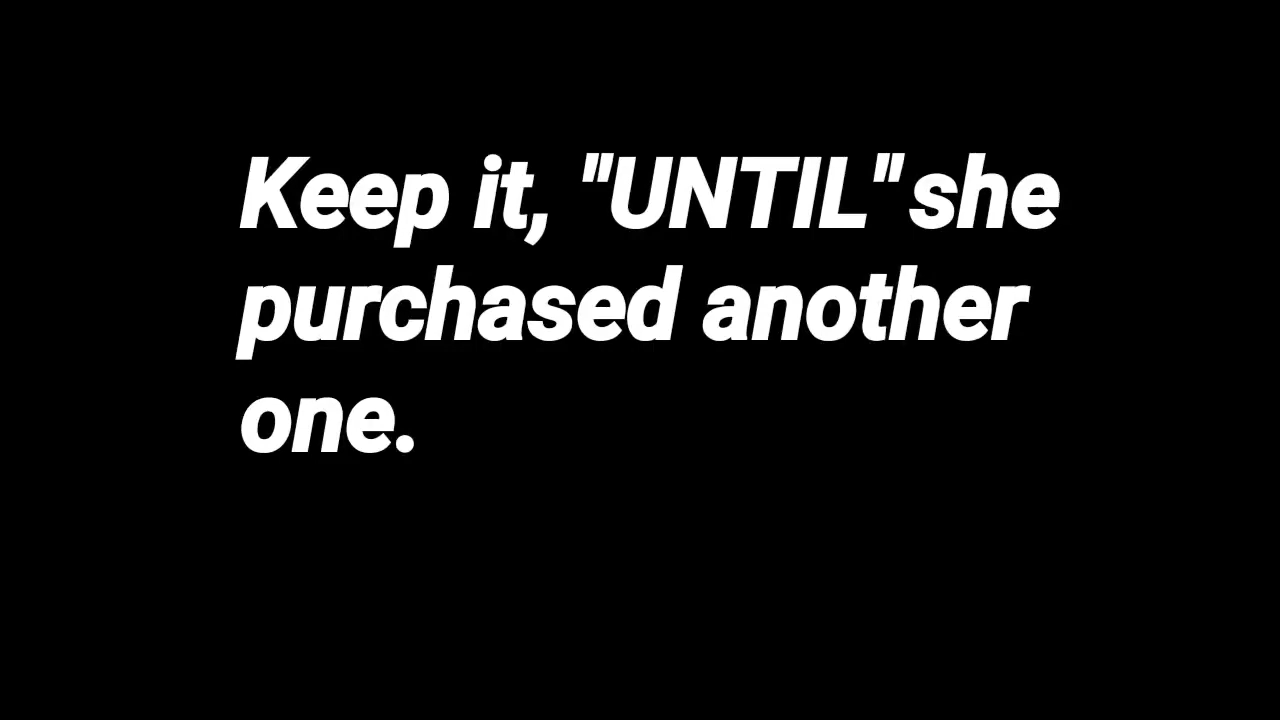 Keep it, "UNTIL" she
purchased another
one.